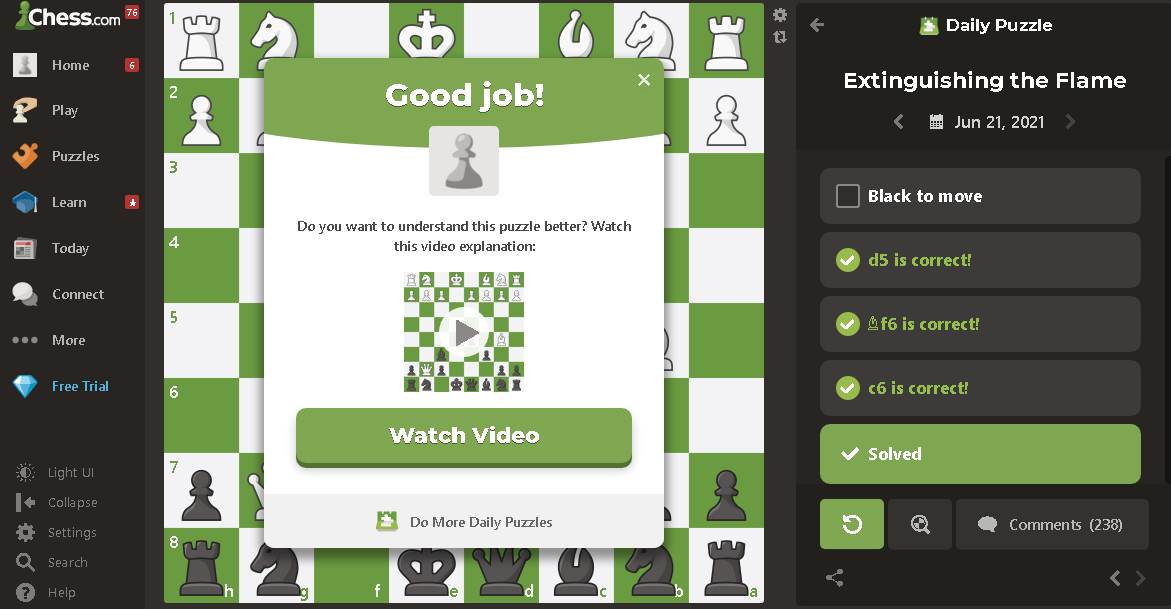 Chess.com 76
Home 6
Play
Puzzles
Learn
Today
Connect
More
Free Trial
Light UI
Collapse
Settings
Search
Help
1
2
3
4
5
6
7
8
h g f e d c b a
Good job!
Do you want to understand this puzzle better? Watch
this video explanation:
Watch Video
Do More Daily Puzzles
Daily Puzzle
Extinguishing the Flame
Jun 21, 2021
Black to move
d5 is correct!
♗f6 is correct!
c6 is correct!
Solved
Comments (238)